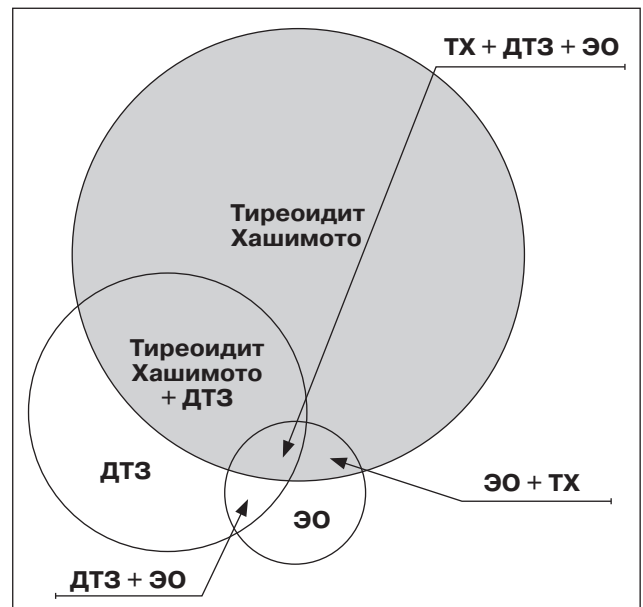 ТХ + ДТЗ + ЭО
Тиреоидит
Хашимото
Тиреоидит
Хашимото
+ ДТЗ
ДТЗ
ЭО + ТХ
ЭО
ДТЗ + ЭО